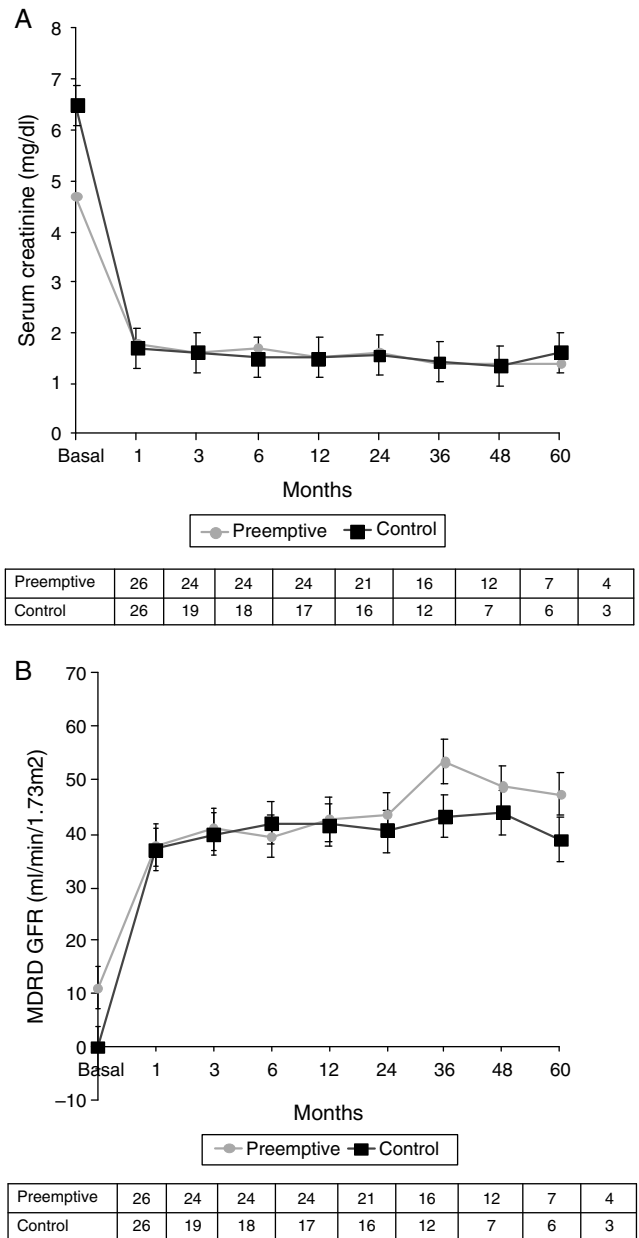 A
Serum creatinine (mg/dl)
8
7
6
5
4
3
2
1
0
Basal 1 3 6 12 24 36 48 60
Months
Preemptive Control
Preemptive 26 24 24 24 21 16 12 7 4
Control 26 19 18 17 16 12 7 6 3
B
MDRD GFR (ml/min/1.73m2)
70
60
50
40
30
20
10
0
Basal 1 3 6 12 24 36 48 60
–10
Months
Preemptive Control
Preemptive 26 24 24 24 21 16 12 7 4
Control 26 19 18 17 16 12 7 6 3